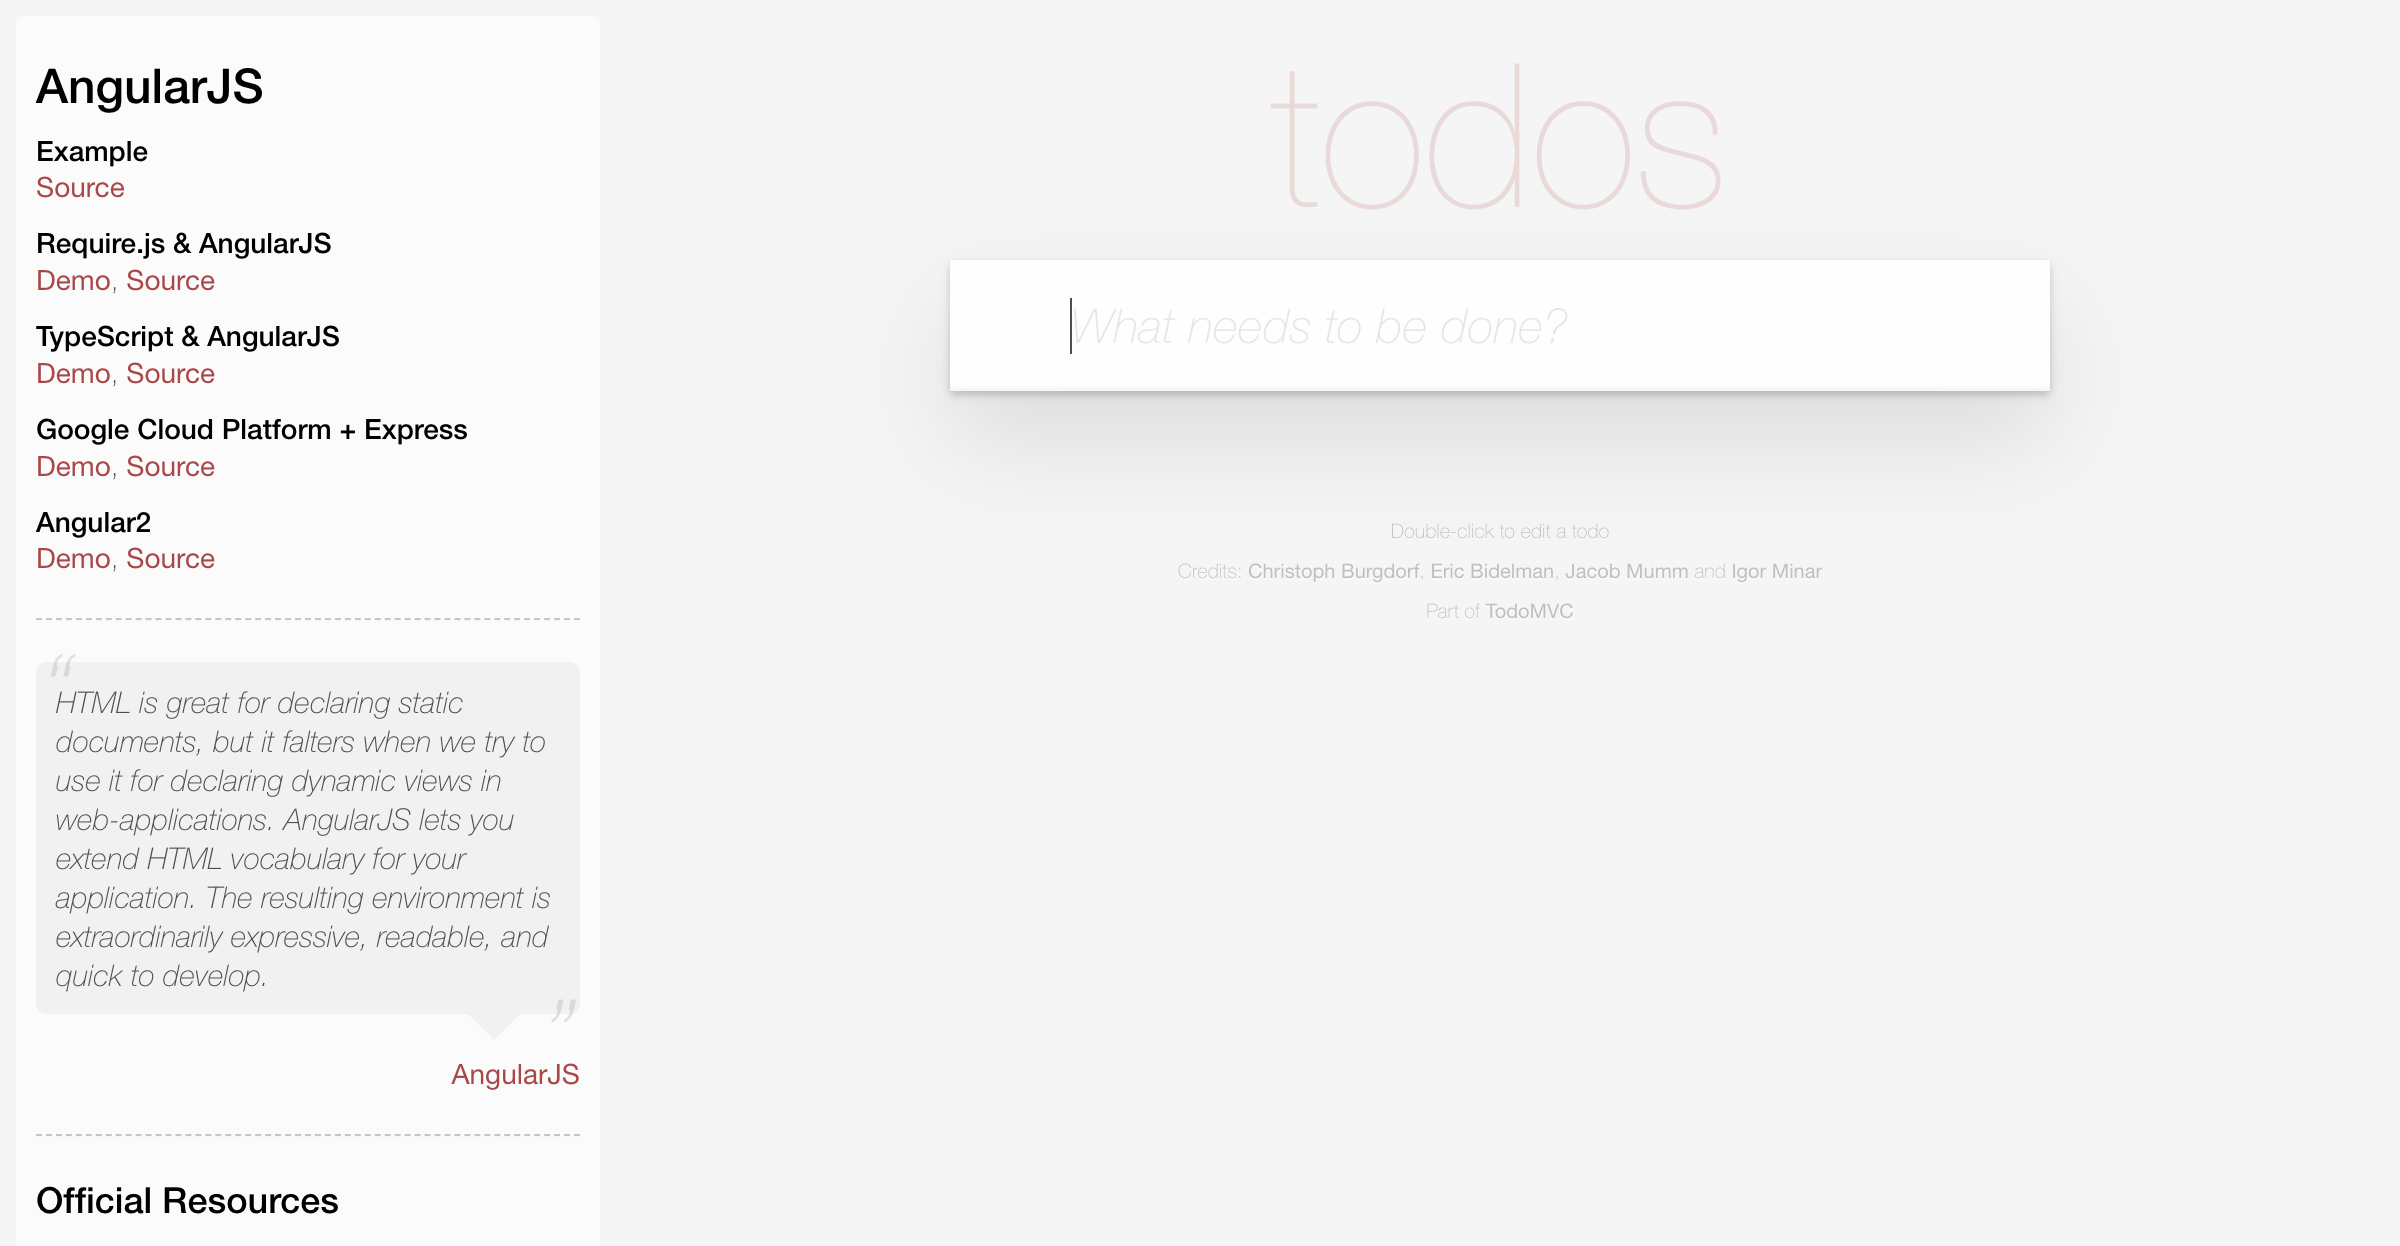 AngularJS
Example
Source
Require.js & AngularJS
Demo, Source
TypeScript & AngularJS
Demo, Source
Google Cloud Platform + Express
Demo, Source
Angular2
Demo, Source
“
HTML is great for declaring static
documents, but it falters when we try to
use it for declaring dynamic views in
web-applications. AngularJS lets you
extend HTML vocabulary for your
application. The resulting environment is
extraordinarily expressive, readable, and
quick to develop.
”
AngularJS
Official Resources
todos
What needs to be done?
Double-click to edit a todo
Credits: Christoph Burgdorf, Eric Bidelman, Jacob Mumm and Igor Minar
Part of TodoMVC